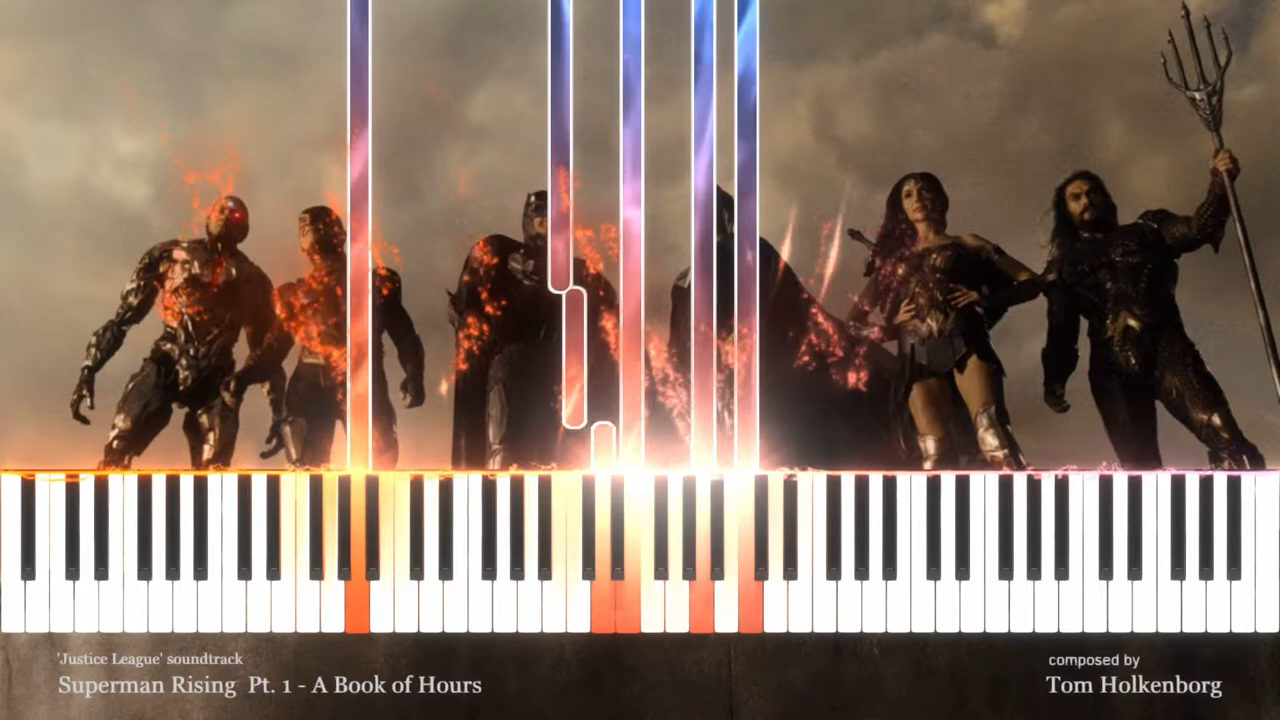 'Justice League' soundtrack
Superman Rising Pt. 1 - A Book of Hours
composed by
Tom Holkenborg